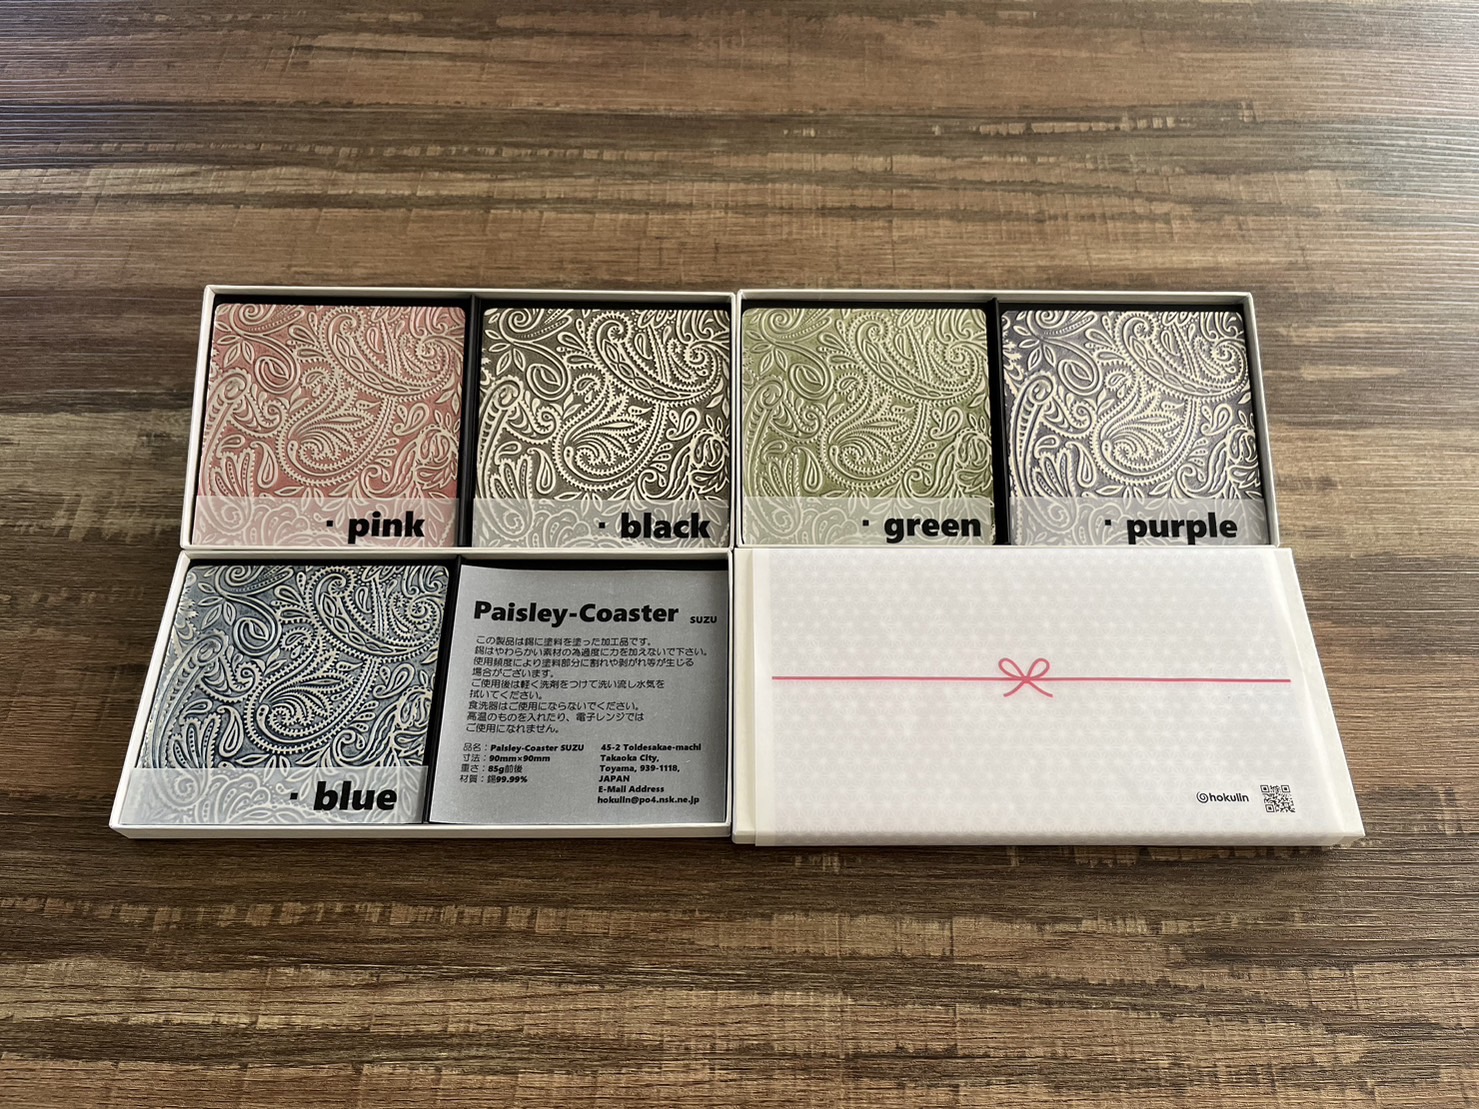 ・pink
・black
・green
・purple
・blue
Paisley-Coaster SUZU
この製品は錫に塗料を塗った加工品です。
錫はやわらかい素材の為過度に力を加えないで下さい。
使用頻度により塗料部分に割れや剥がれ等が生じる
場合がございます。
ご使用後は軽く洗剤をつけて洗い流し水気を
拭いてください。
食洗器はご使用にならないでください。
高温のものを入れたり、電子レンジでは
ご使用になれません。
品名：Paisley-Coaster SUZU
寸法：90mm×90mm
重さ：85g前後
材質：錫99.99%
45-2 Toidesakae-machi
Takaoka City,
Toyama, 939-1118,
JAPAN
E-Mail Address
hokulin@po4.nsk.ne.jp
hokulin